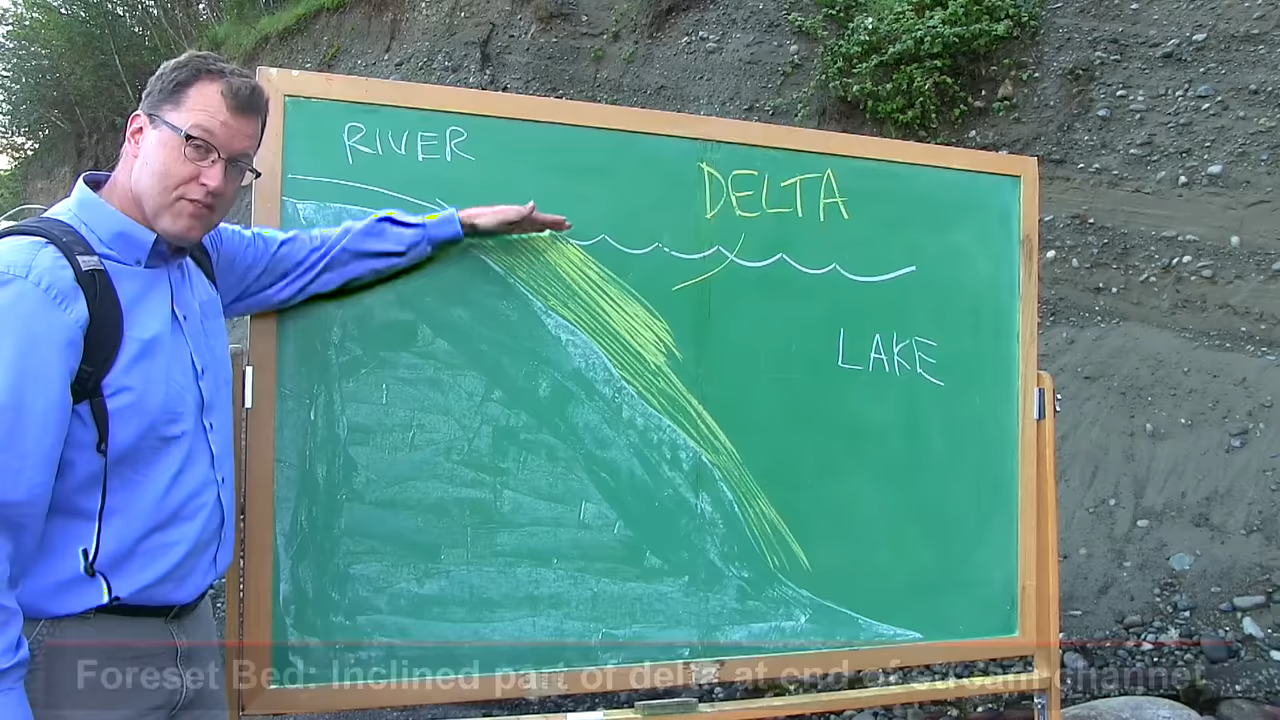 RIVER
DELTA
LAKE
Foreset Bed: Inclined part of delta at end of stream channel